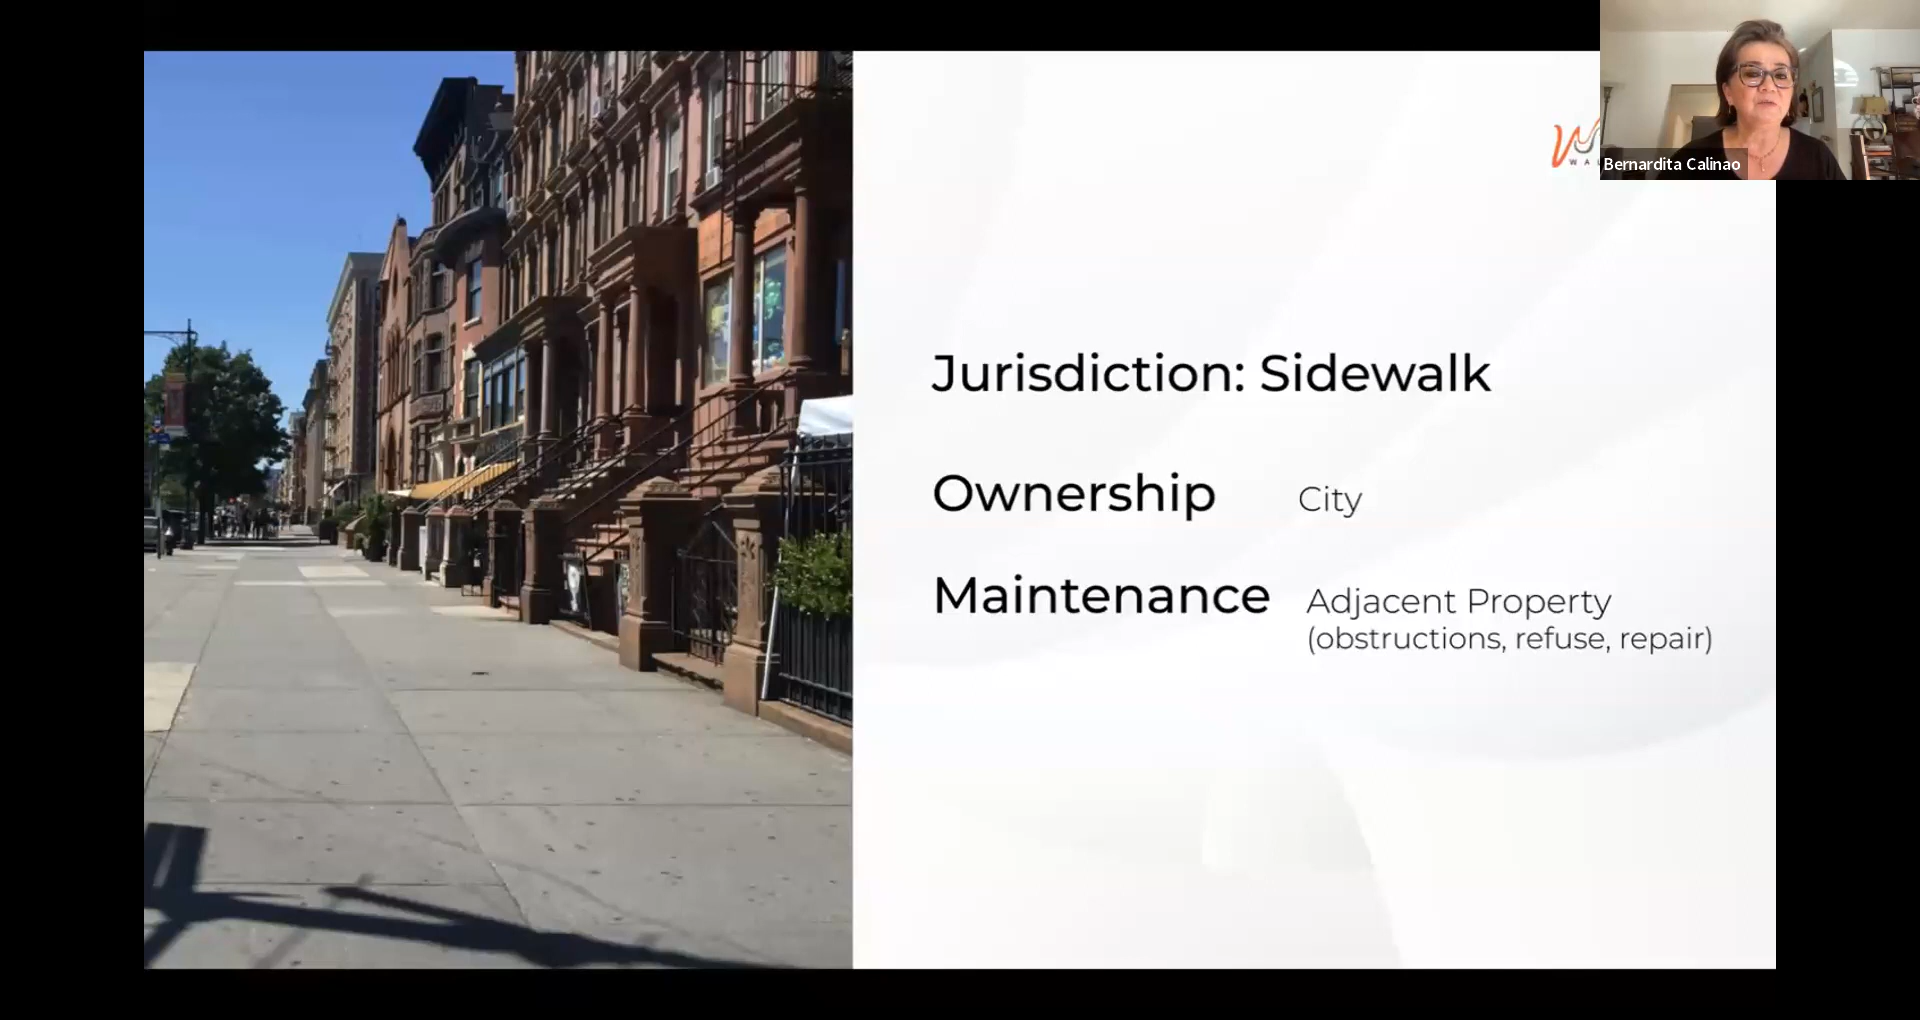 Bernardita Calinao
Jurisdiction: Sidewalk
Ownership City
Maintenance Adjacent Property
(obstructions, refuse, repair)